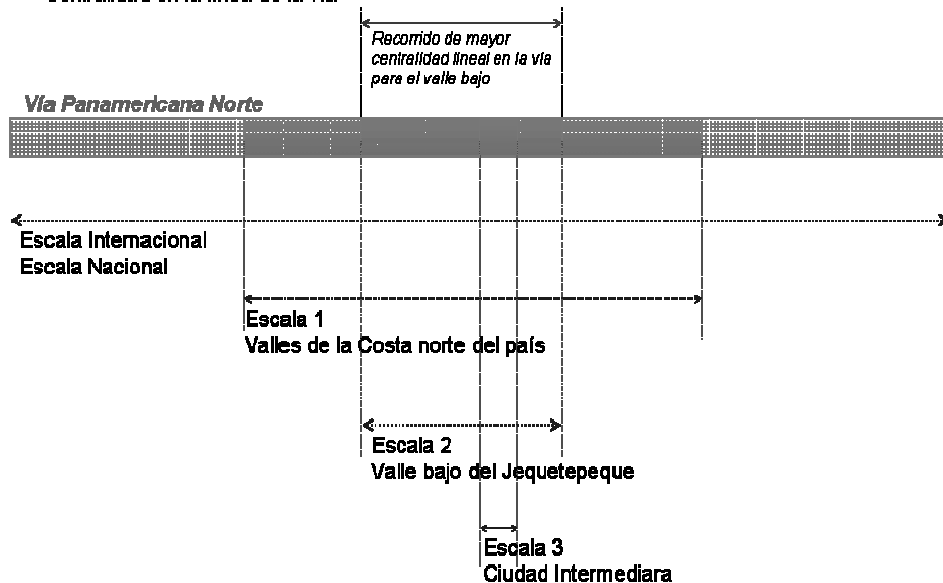 Recorrido de mayor
centralidad lineal en la vía
para el valle bajo
Vía Panamericana Norte
Escala Internacional
Escala Nacional
Escala 1
Valles de la Costa norte del país
Escala 2
Valle bajo del Jequetepeque
Escala 3
Ciudad Intermediara